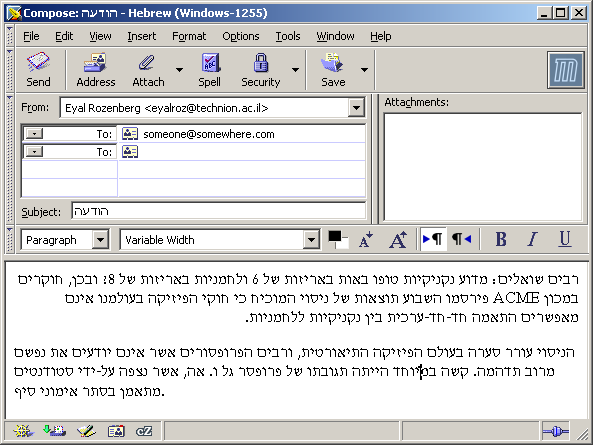 Compose: הודעה - Hebrew (Windows-1255)
File Edit View Insert Format Options Tools Window Help
Send Address Attach Spell Security Save
From: Eyal Rozenberg <eyalroz@technion.ac.il>
Attachments:
To: someone@somewhere.com
To:
Subject: הודעה
Paragraph Variable Width A A ¶ ¶ B I U
רבים שואלים: מדוע נקניקיות טופו באות באריזות של 6 ולחמניות באריזות של 8? ובכן, חוקרים
במכון ACME פירסמו השבוע תוצאות של ניסוי המוכיח כי חוקי הפיזיקה בעולמנו אינם
מאפשרים התאמה חד-חד-ערכית בין נקניקיות ללחמניות.
הניסוי עורר סערה בעולם הפיזיקה התיאורטית, ורבים הפרופסורים אשר אינם יודעים את נפשם
מרוב תדהמה. קשה במיוחד הייתה תגובתו של פרופסר גל ו. אה, אשר נצפה על-ידי סטודנטים
מתאמן בסתר אימוני סיף.
cZ